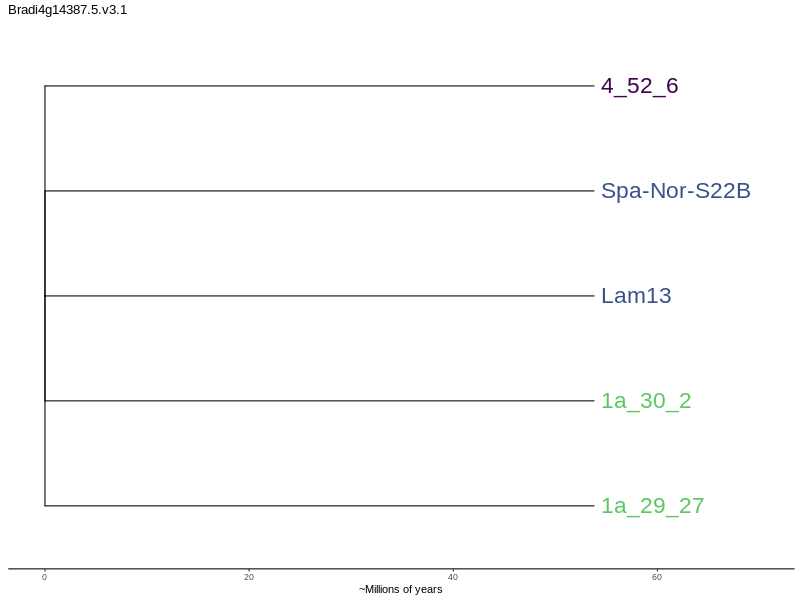 Bradi4g14387.5.v3.1
4_52_6
Spa-Nor-S22B
Lam13
1a_30_2
1a_29_27
0 20 40 60
~Millions of years